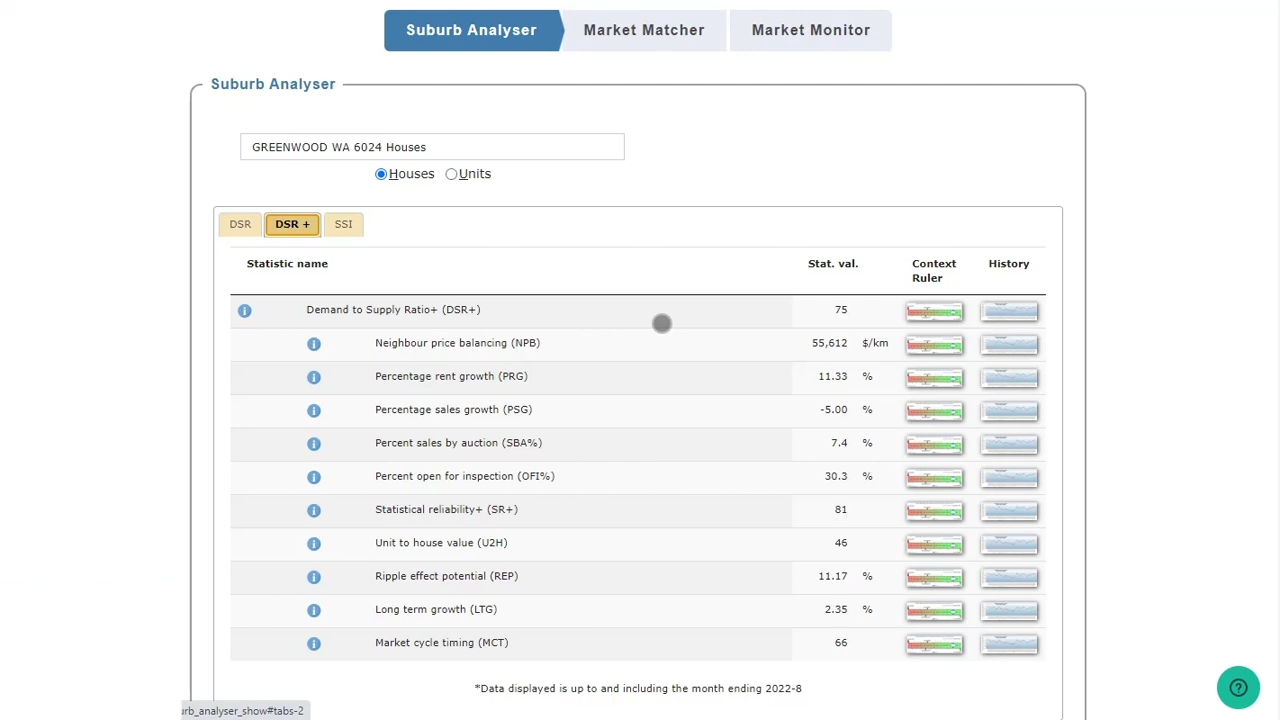 Suburb Analyser Market Matcher Market Monitor
Suburb Analyser
GREENWOOD WA 6024 Houses
Houses Units
DSR DSR + SSI
Statistic name Stat. val. Context Ruler History
Demand to Supply Ratio+ (DSR+) 75
Neighbour price balancing (NPB) 55,612 $/km
Percentage rent growth (PRG) 11.33 %
Percentage sales growth (PSG) -5.00 %
Percent sales by auction (SBA%) 7.4 %
Percent open for inspection (OFI%) 30.3 %
Statistical reliability+ (SR+) 81
Unit to house value (U2H) 46
Ripple effect potential (REP) 11.17 %
Long term growth (LTG) 2.35 %
Market cycle timing (MCT) 66
*Data displayed is up to and including the month ending 2022-8
urb_analyser_show#tabs-2